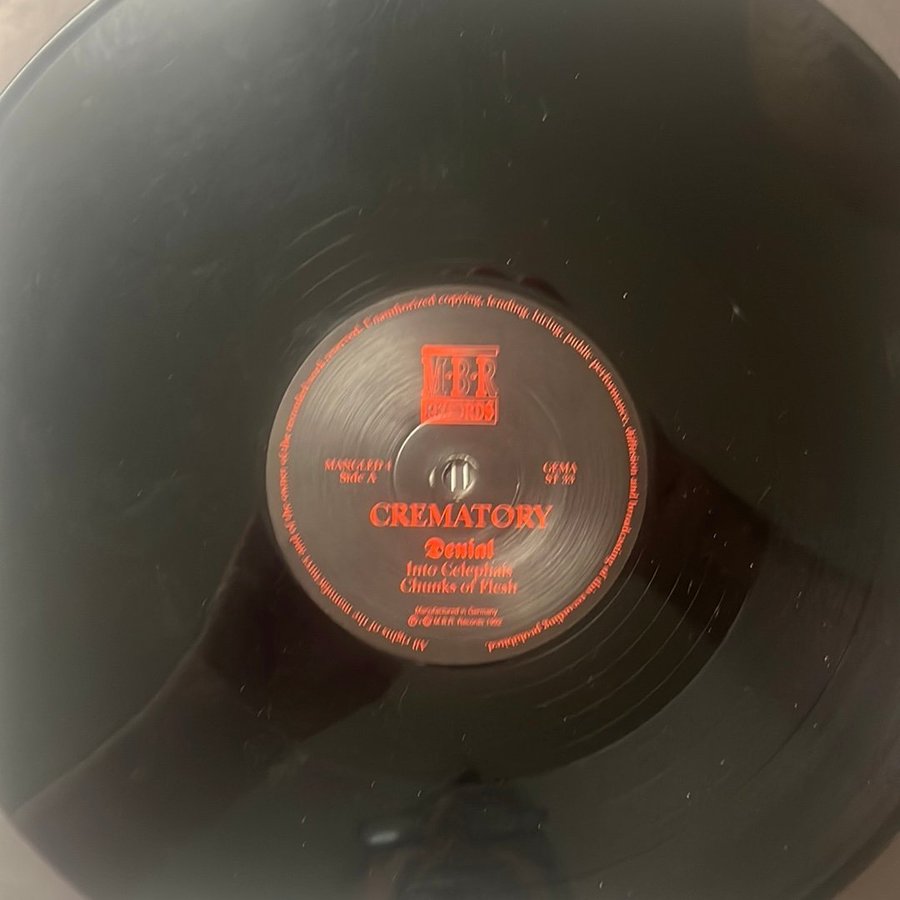 All rights of the manufacturer and of the owner of the recorded work reserved. Unauthorized copying, lending, hiring, public performance, diffusion and broadcasting of this recording prohibited.
M·B·R
RECORDS
MANGLED 4
Side A
GEMA
ST 33
CREMATORY
Denial
Into Celephais
Chunks of Flesh
Manufactured in Germany
Ⓟ+© M.B.R. Records 1992